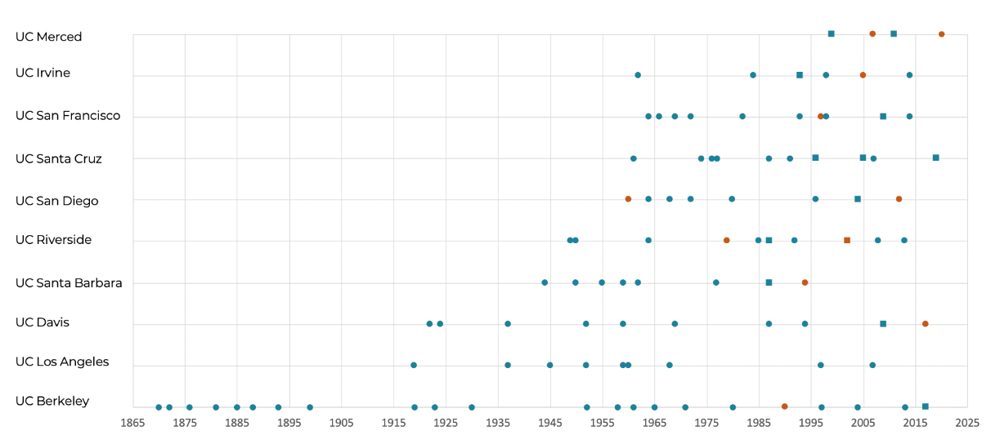 UC Merced
UC Irvine
UC San Francisco
UC Santa Cruz
UC San Diego
UC Riverside
UC Santa Barbara
UC Davis
UC Los Angeles
UC Berkeley
1865 1875 1885 1895 1905 1915 1925 1935 1945 1955 1965 1975 1985 1995 2005 2015 2025